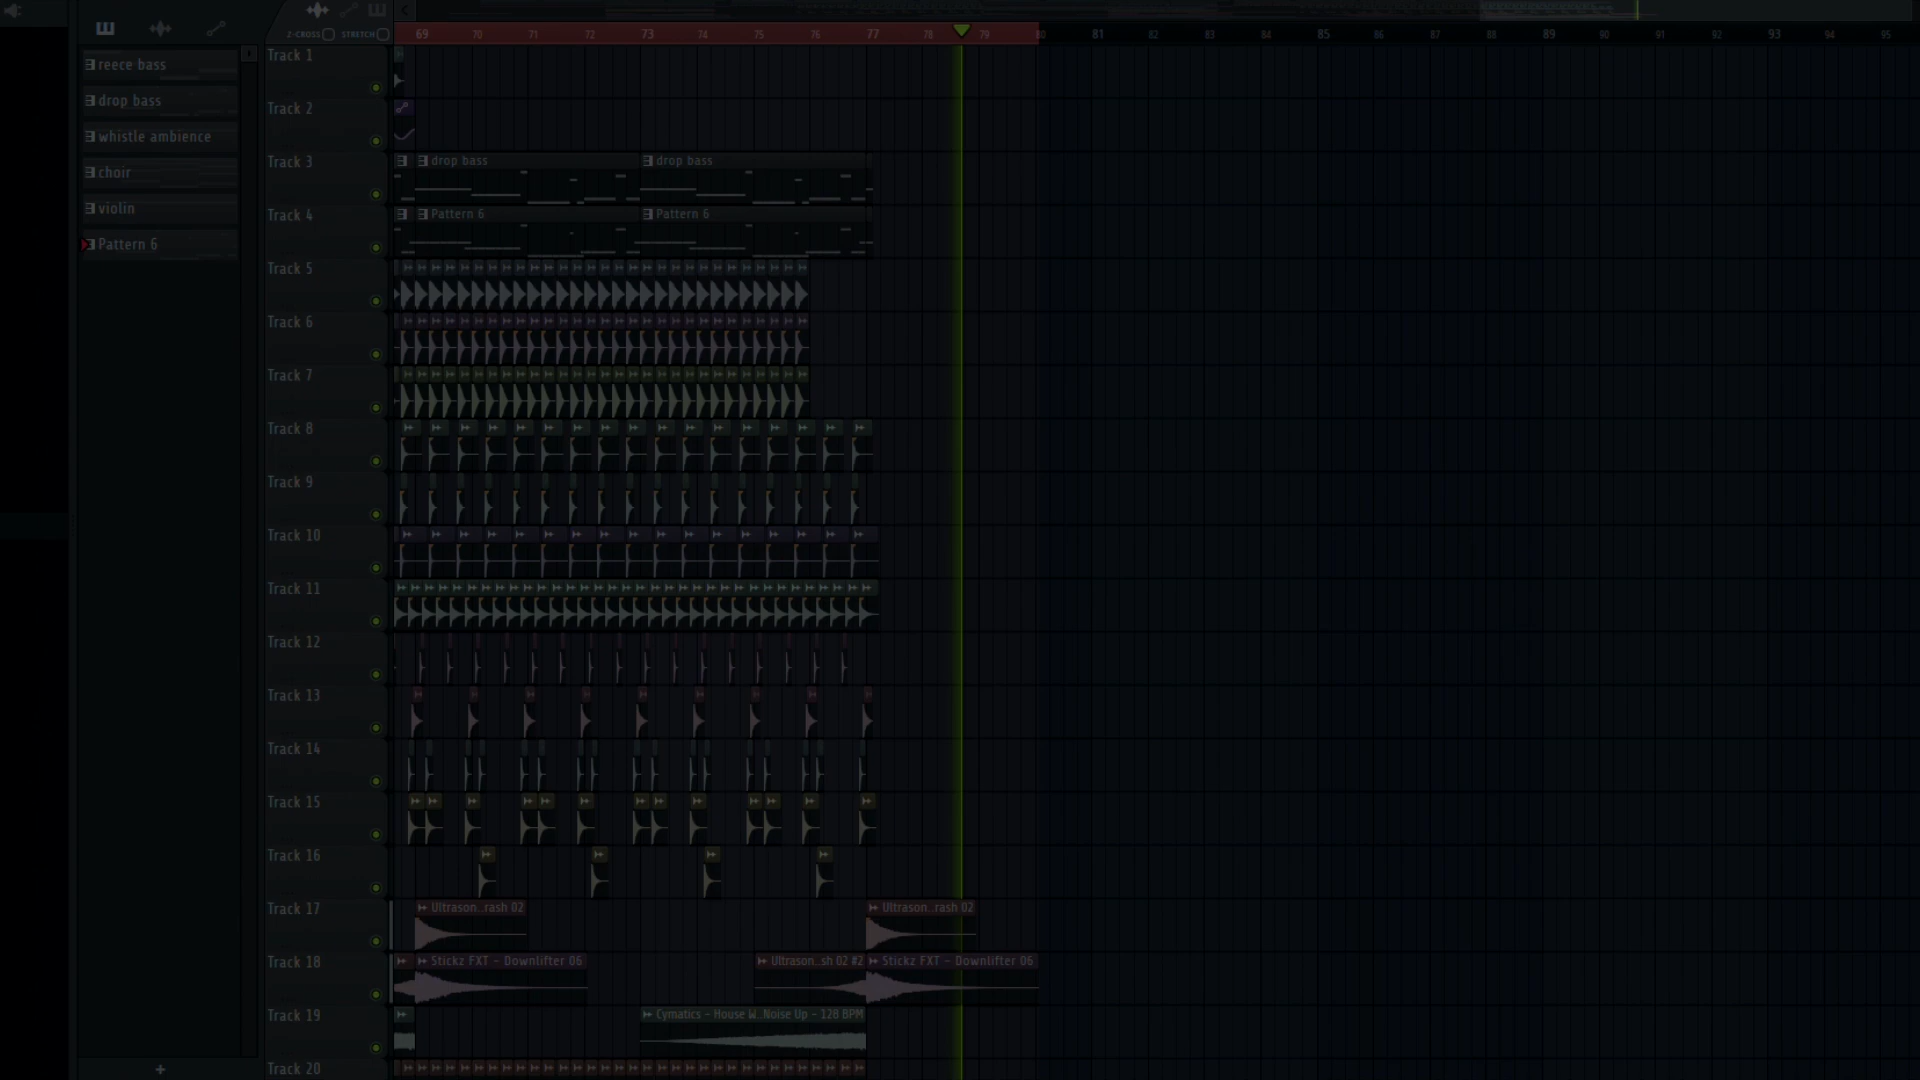 Z-CROSS STRETCH
69 70 71 72 73 74 75 76 77 78 79 80 81 82 83 84 85 86 87 88 89 90 91 92 93 94 95
reece bass
drop bass
whistle ambience
choir
violin
Pattern 6
Track 1
Track 2
Track 3
drop bass drop bass
Track 4
Pattern 6 Pattern 6
Track 5
Track 6
Track 7
Track 8
Track 9
Track 10
Track 11
Track 12
Track 13
Track 14
Track 15
Track 16
Track 17
Ultrason..rash 02 Ultrason..rash 02
Track 18
Stickz FXT - Downlifter 06 Ultrason..sh 02 #2 Stickz FXT - Downlifter 06
Track 19
Cymatics - House W..Noise Up - 128 BPM
Track 20
+